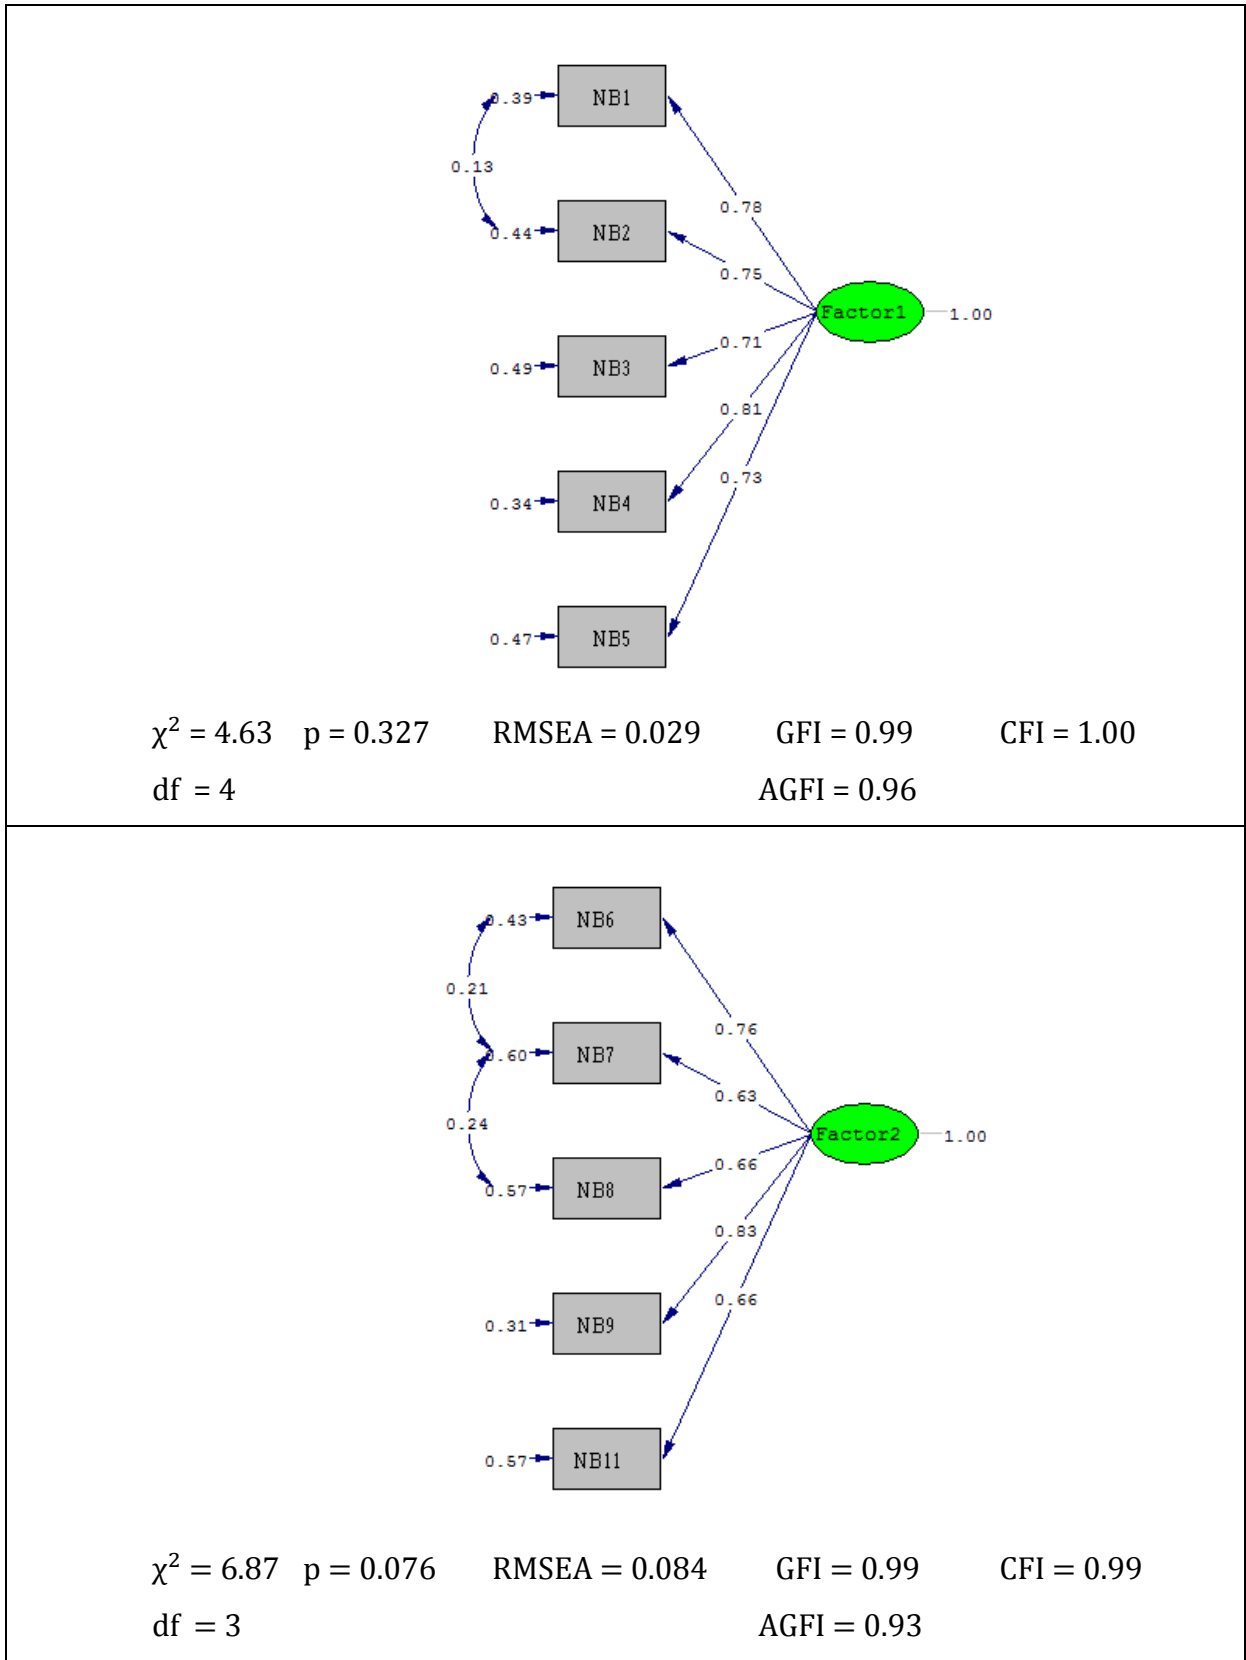 0.39 NB1
0.13
0.78
0.44 NB2
0.75
Factor1 1.00
0.71
0.49 NB3
0.81
0.73
0.34 NB4
0.47 NB5
χ² = 4.63 p = 0.327 RMSEA = 0.029 GFI = 0.99 CFI = 1.00
df = 4 AGFI = 0.96
0.43 NB6
0.21
0.76
0.60 NB7
0.63
0.24
Factor2 1.00
0.66
0.57 NB8
0.83
0.66
0.31 NB9
0.57 NB11
χ² = 6.87 p = 0.076 RMSEA = 0.084 GFI = 0.99 CFI = 0.99
df = 3 AGFI = 0.93